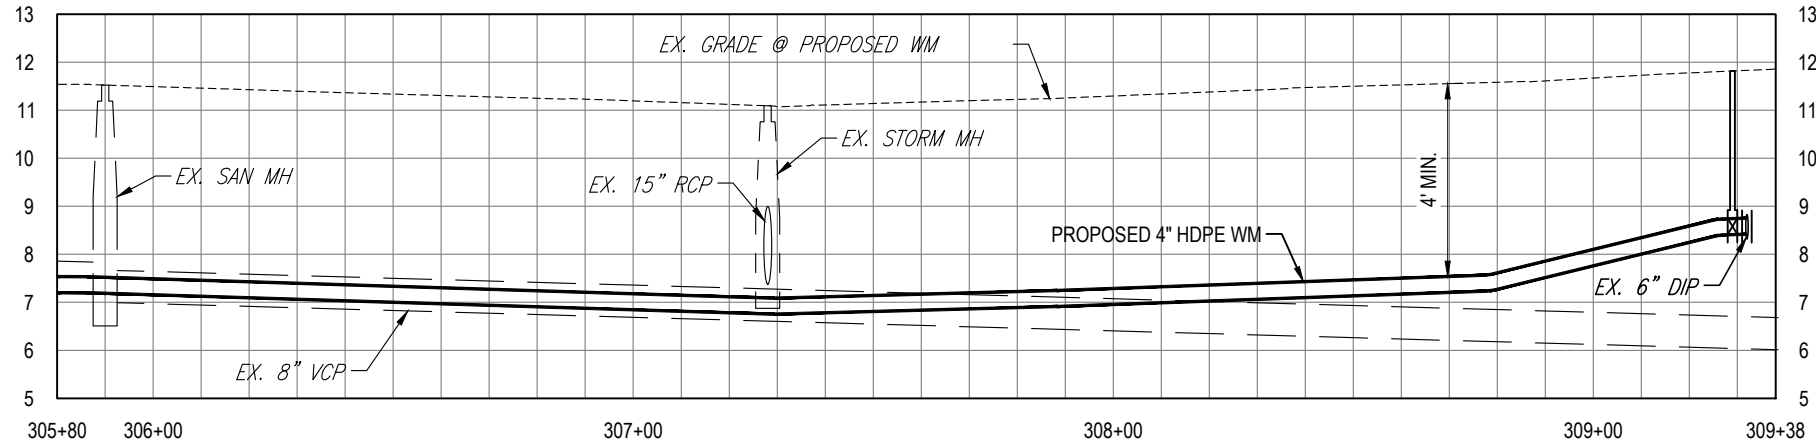 13
12
11
10
9
8
7
6
5
13
12
11
10
9
8
7
6
5
EX. GRADE @ PROPOSED WM
EX. STORM MH
EX. SAN MH
EX. 15" RCP
4' MIN.
PROPOSED 4" HDPE WM
EX. 6" DIP
EX. 8" VCP
305+80 306+00 307+00 308+00 309+00 309+38